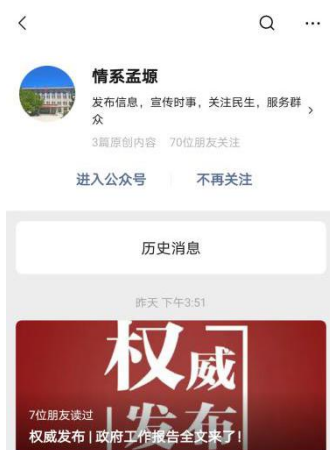 情系孟塬
发布信息，宣传时事，关注民生，服务群
众
3篇原创内容 70位朋友关注
进入公众号 不再关注
历史消息
昨天 下午3:51
权威
发布
7位朋友读过
权威发布 | 政府工作报告全文来了！